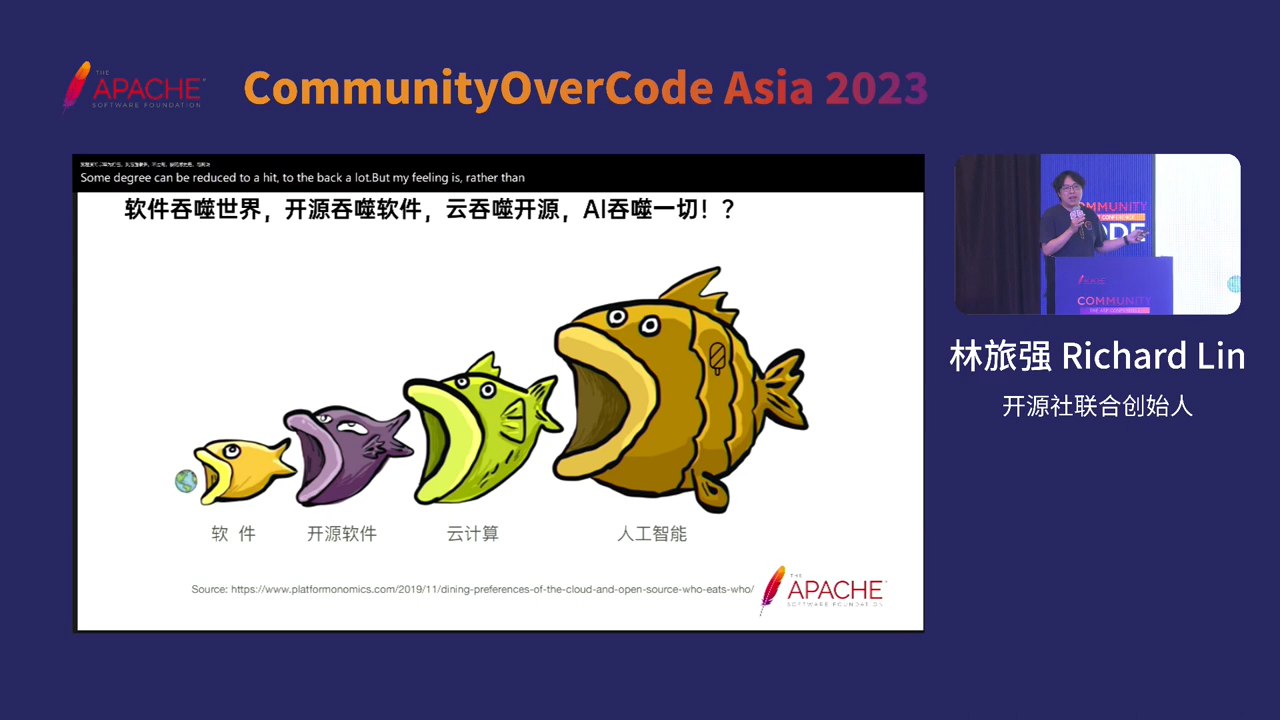 THE
APACHE
SOFTWARE FOUNDATION
CommunityOverCode Asia 2023
Some degree can be reduced to a hit, to the back a lot.But my feeling is, rather than
软件吞噬世界，开源吞噬软件，云吞噬开源，AI吞噬一切！？
软 件
开源软件
云计算
人工智能
Source: https://www.platformonomics.com/2019/11/dining-preferences-of-the-cloud-and-open-source-who-eats-who/
THE
APACHE
SOFTWARE FOUNDATION
MMUNITY
CONFERENCE
ODE
COMMUNITY
林旅强 Richard Lin
开源社联合创始人